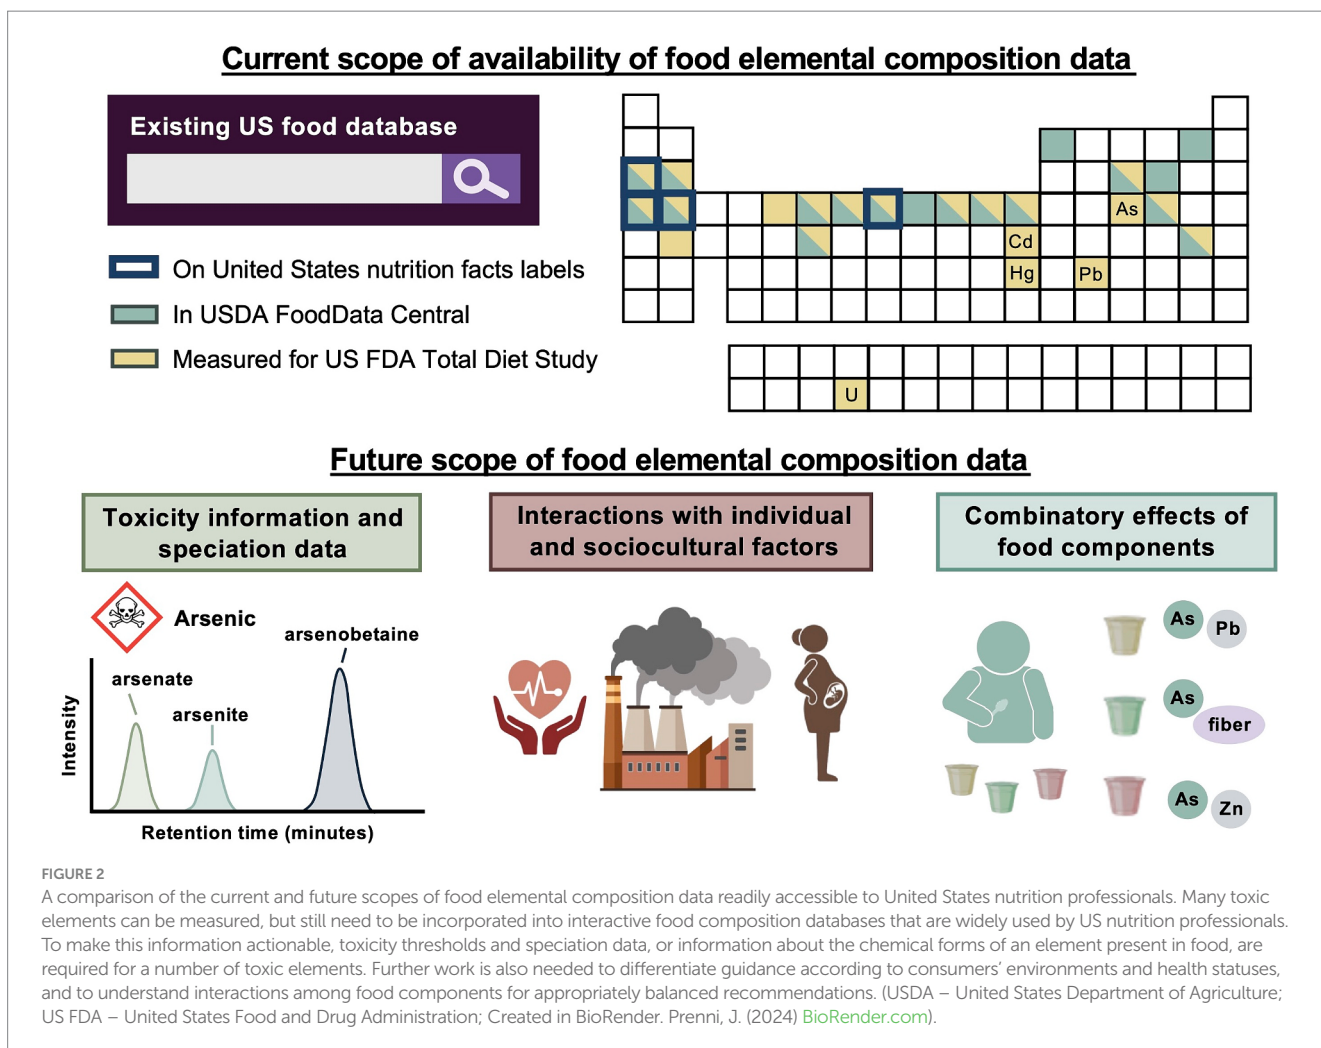 Current scope of availability of food elemental composition data
Existing US food database
On United States nutrition facts labels
In USDA FoodData Central
Measured for US FDA Total Diet Study
As
Cd
Hg
Pb
U
Future scope of food elemental composition data
Toxicity information and
speciation data
Arsenic
arsenobetaine
arsenate
arsenite
Intensity
Retention time (minutes)
Interactions with individual
and sociocultural factors
Combinatory effects of
food components
As
Pb
As
fiber
As
Zn
FIGURE 2
A comparison of the current and future scopes of food elemental composition data readily accessible to United States nutrition professionals. Many toxic
elements can be measured, but still need to be incorporated into interactive food composition databases that are widely used by US nutrition professionals.
To make this information actionable, toxicity thresholds and speciation data, or information about the chemical forms of an element present in food, are
required for a number of toxic elements. Further work is also needed to differentiate guidance according to consumers’ environments and health statuses,
and to understand interactions among food components for appropriately balanced recommendations. (USDA – United States Department of Agriculture;
US FDA – United States Food and Drug Administration; Created in BioRender. Prenni, J. (2024) BioRender.com).